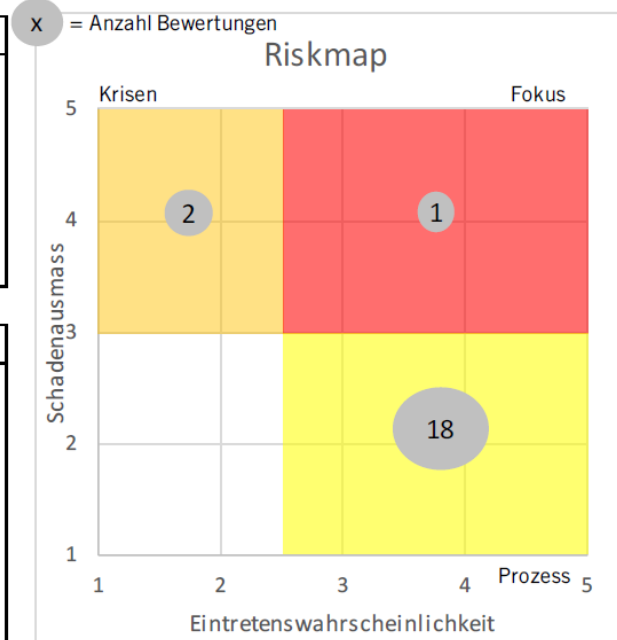 x = Anzahl Bewertungen
Riskmap
Krisen Fokus
5
2 1
4
Schadenausmass
3
18
2
1
1 2 3 4 Prozess 5
Eintretenswahrscheinlichkeit